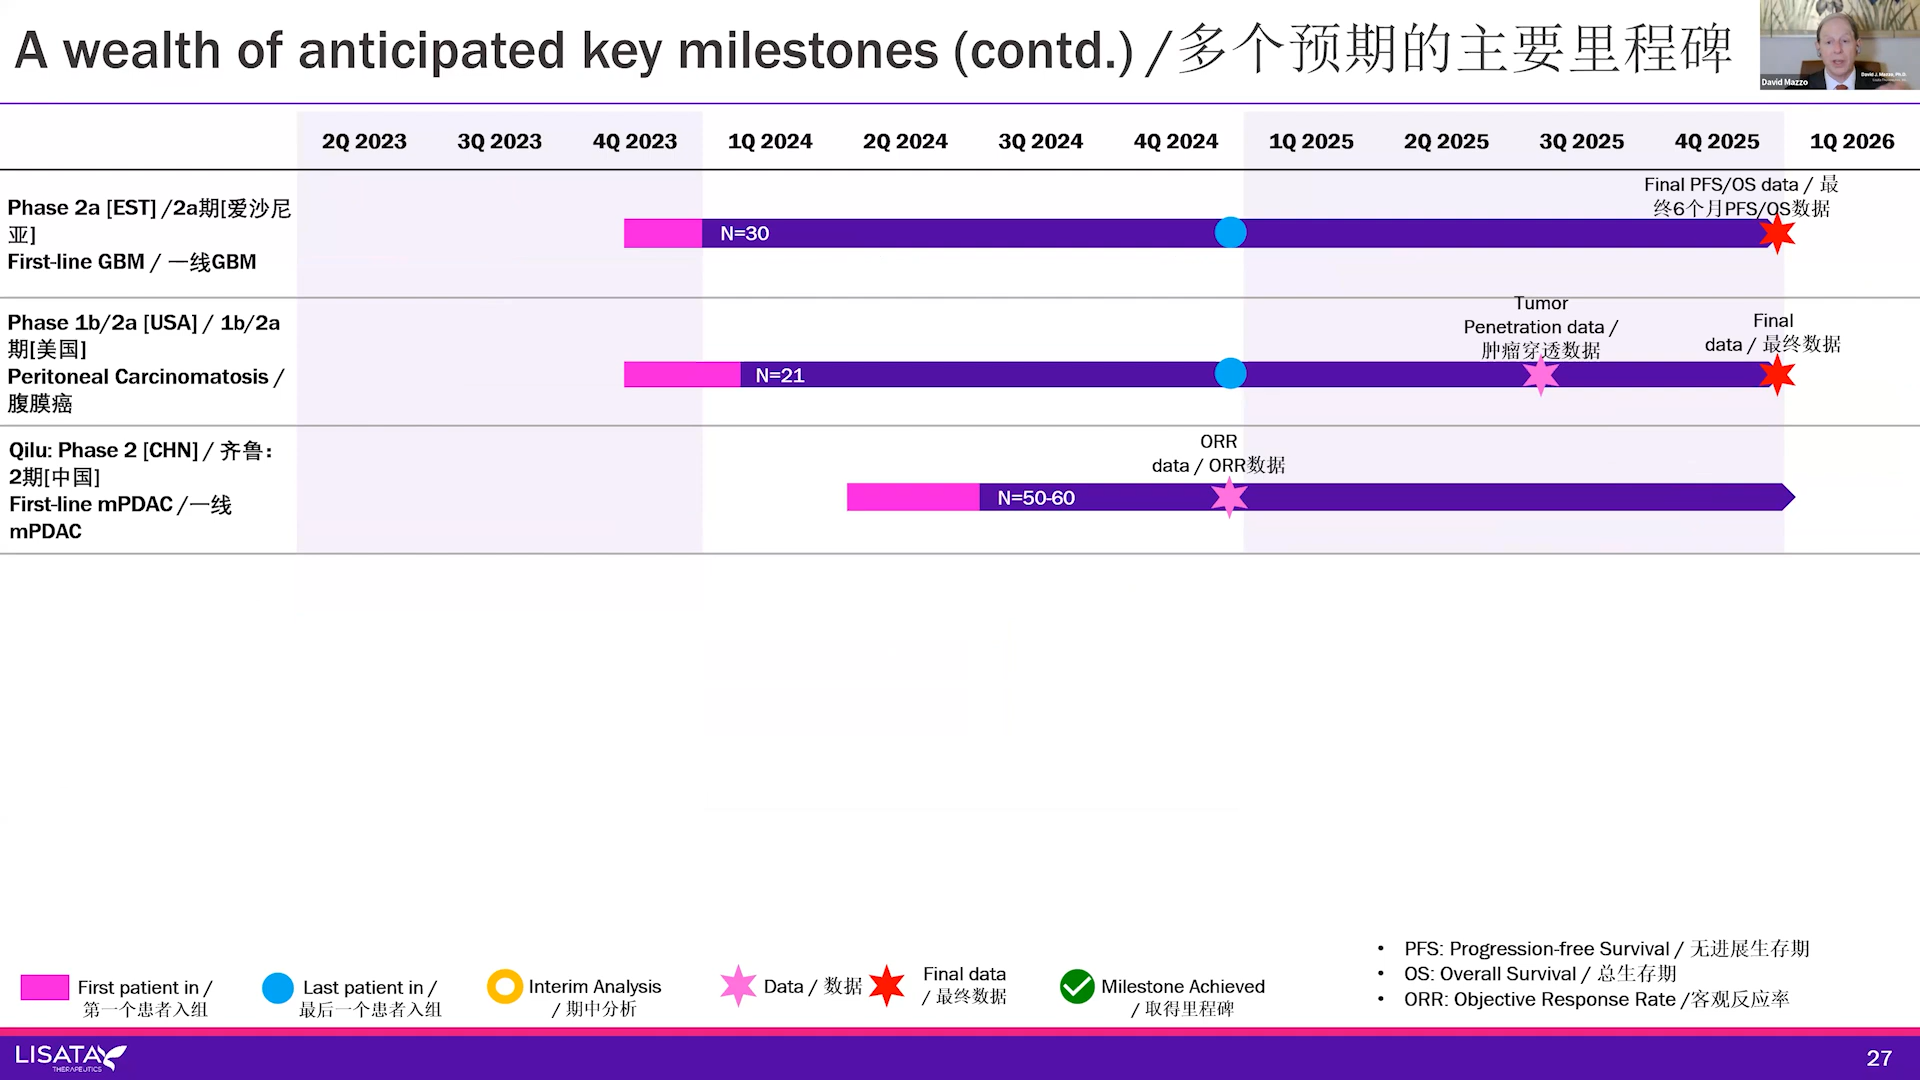 A wealth of anticipated key milestones (contd.) /多个预期的主要里程碑
David Mazzo
David J. Mazzo, Ph.D.
2Q 2023 3Q 2023 4Q 2023 1Q 2024 2Q 2024 3Q 2024 4Q 2024 1Q 2025 2Q 2025 3Q 2025 4Q 2025 1Q 2026
Phase 2a [EST] /2a期[爱沙尼
亚]
First-line GBM / 一线GBM
N=30
Final PFS/OS data / 最
终6个月PFS/OS数据
Phase 1b/2a [USA] / 1b/2a
期[美国]
Peritoneal Carcinomatosis /
腹膜癌
N=21
Tumor
Penetration data /
肿瘤穿透数据
Final
data / 最终数据
Qilu: Phase 2 [CHN] / 齐鲁：
2期[中国]
First-line mPDAC /一线
mPDAC
ORR
data / ORR数据
N=50-60
First patient in /
第一个患者入组
Last patient in /
最后一个患者入组
Interim Analysis
/ 期中分析
Data / 数据
Final data
/ 最终数据
Milestone Achieved
/ 取得里程碑
• PFS: Progression-free Survival / 无进展生存期
• OS: Overall Survival / 总生存期
• ORR: Objective Response Rate /客观反应率
LISATA
THERAPEUTICS
27